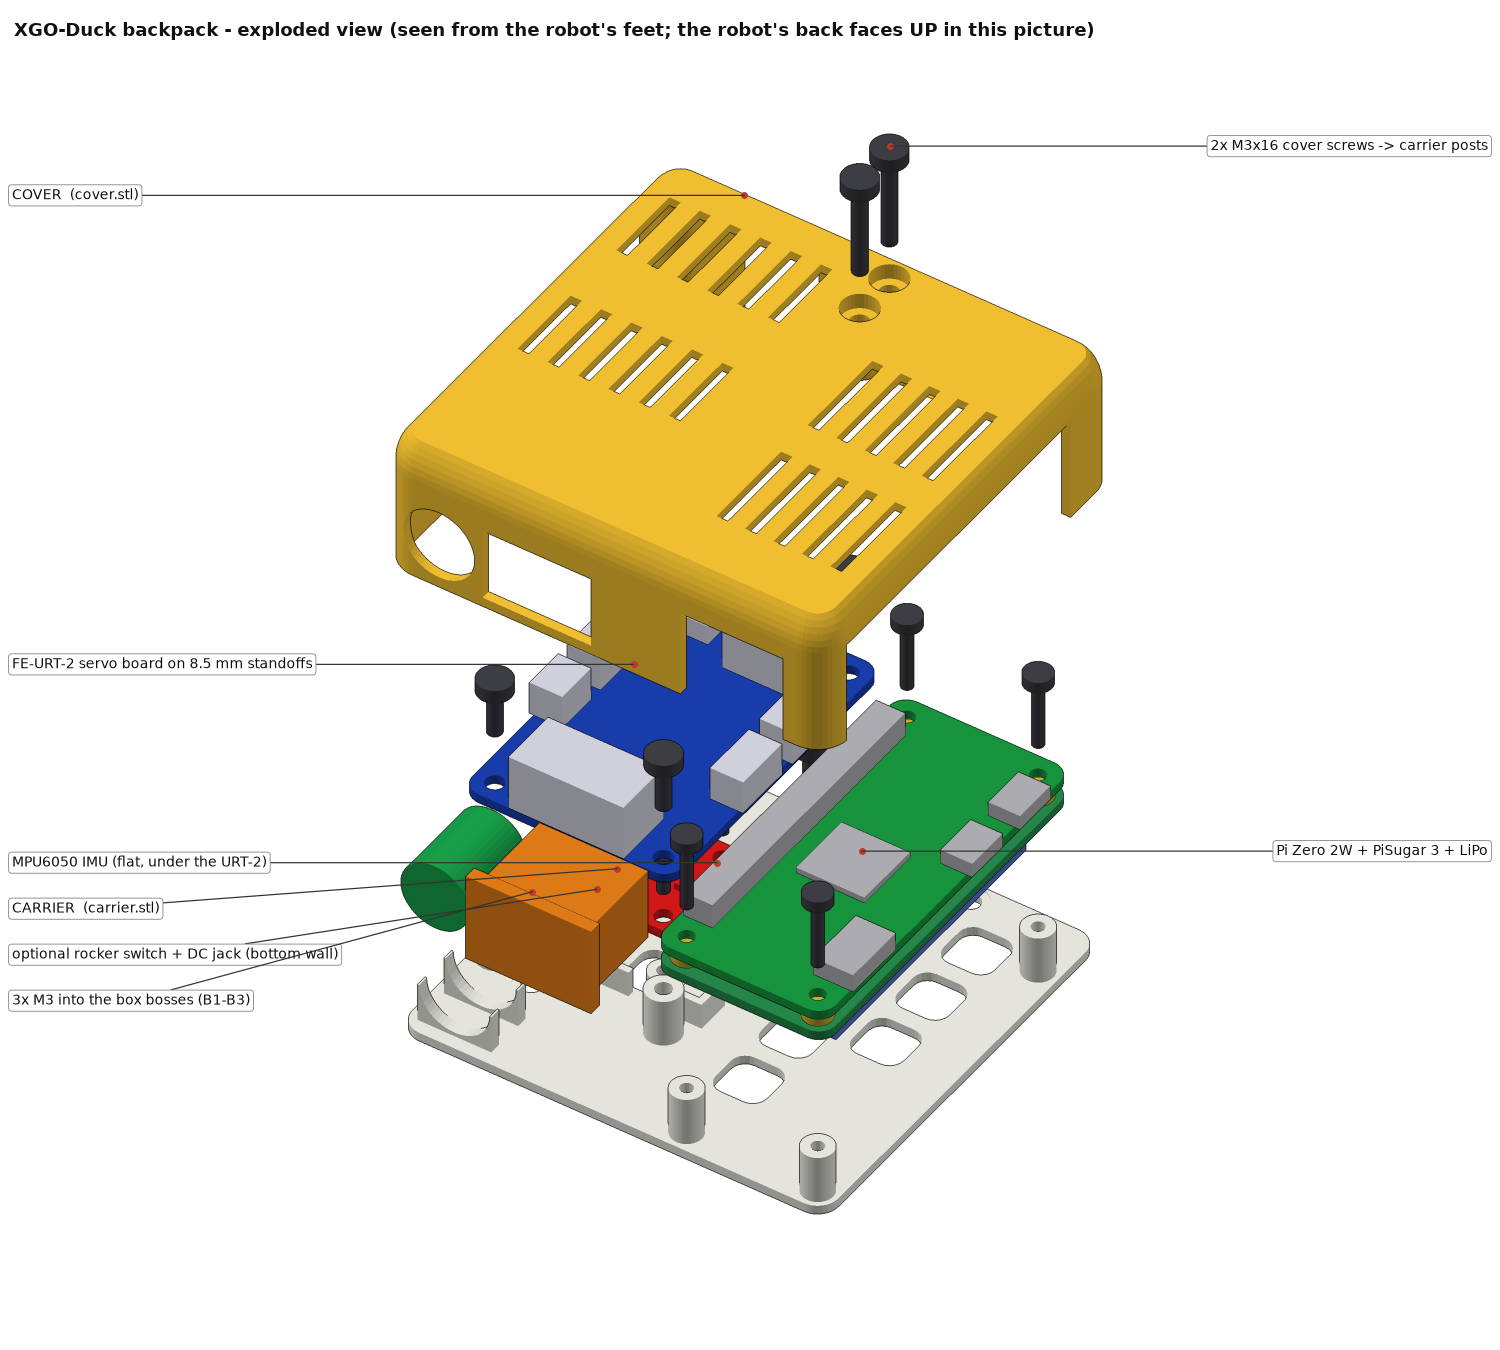 XGO-Duck backpack - exploded view (seen from the robot's feet; the robot's back faces UP in this picture)
2x M3x16 cover screws -> carrier posts
COVER  (cover.stl)
FE-URT-2 servo board on 8.5 mm standoffs
Pi Zero 2W + PiSugar 3 + LiPo
MPU6050 IMU (flat, under the URT-2)
CARRIER  (carrier.stl)
optional rocker switch + DC jack (bottom wall)
3x M3 into the box bosses (B1-B3)